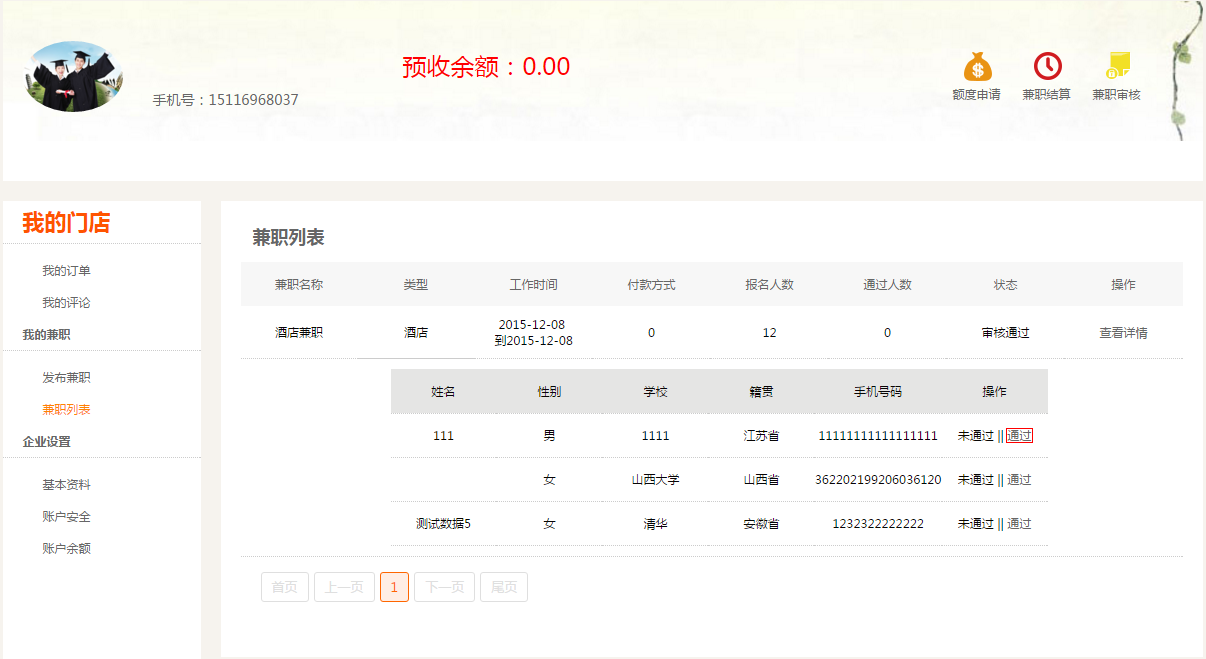 预收余额：0.00
手机号：15116968037
额度申请 兼职结算 兼职审核
我的门店
我的订单
我的评论
我的兼职
发布兼职
兼职列表
企业设置
基本资料
账户安全
账户余额
兼职列表
兼职名称 类型 工作时间 付款方式 报名人数 通过人数 状态 操作
酒店兼职 酒店 2015-12-08 到2015-12-08 0 12 0 审核通过 查看详情
姓名 性别 学校 籍贯 手机号码 操作
111 男 1111 江苏省 11111111111111111 未通过 || 通过
女 山西大学 山西省 362202199206036120 未通过 || 通过
测试数据5 女 清华 安徽省 1232322222222 未通过 || 通过
首页 上一页 1 下一页 尾页